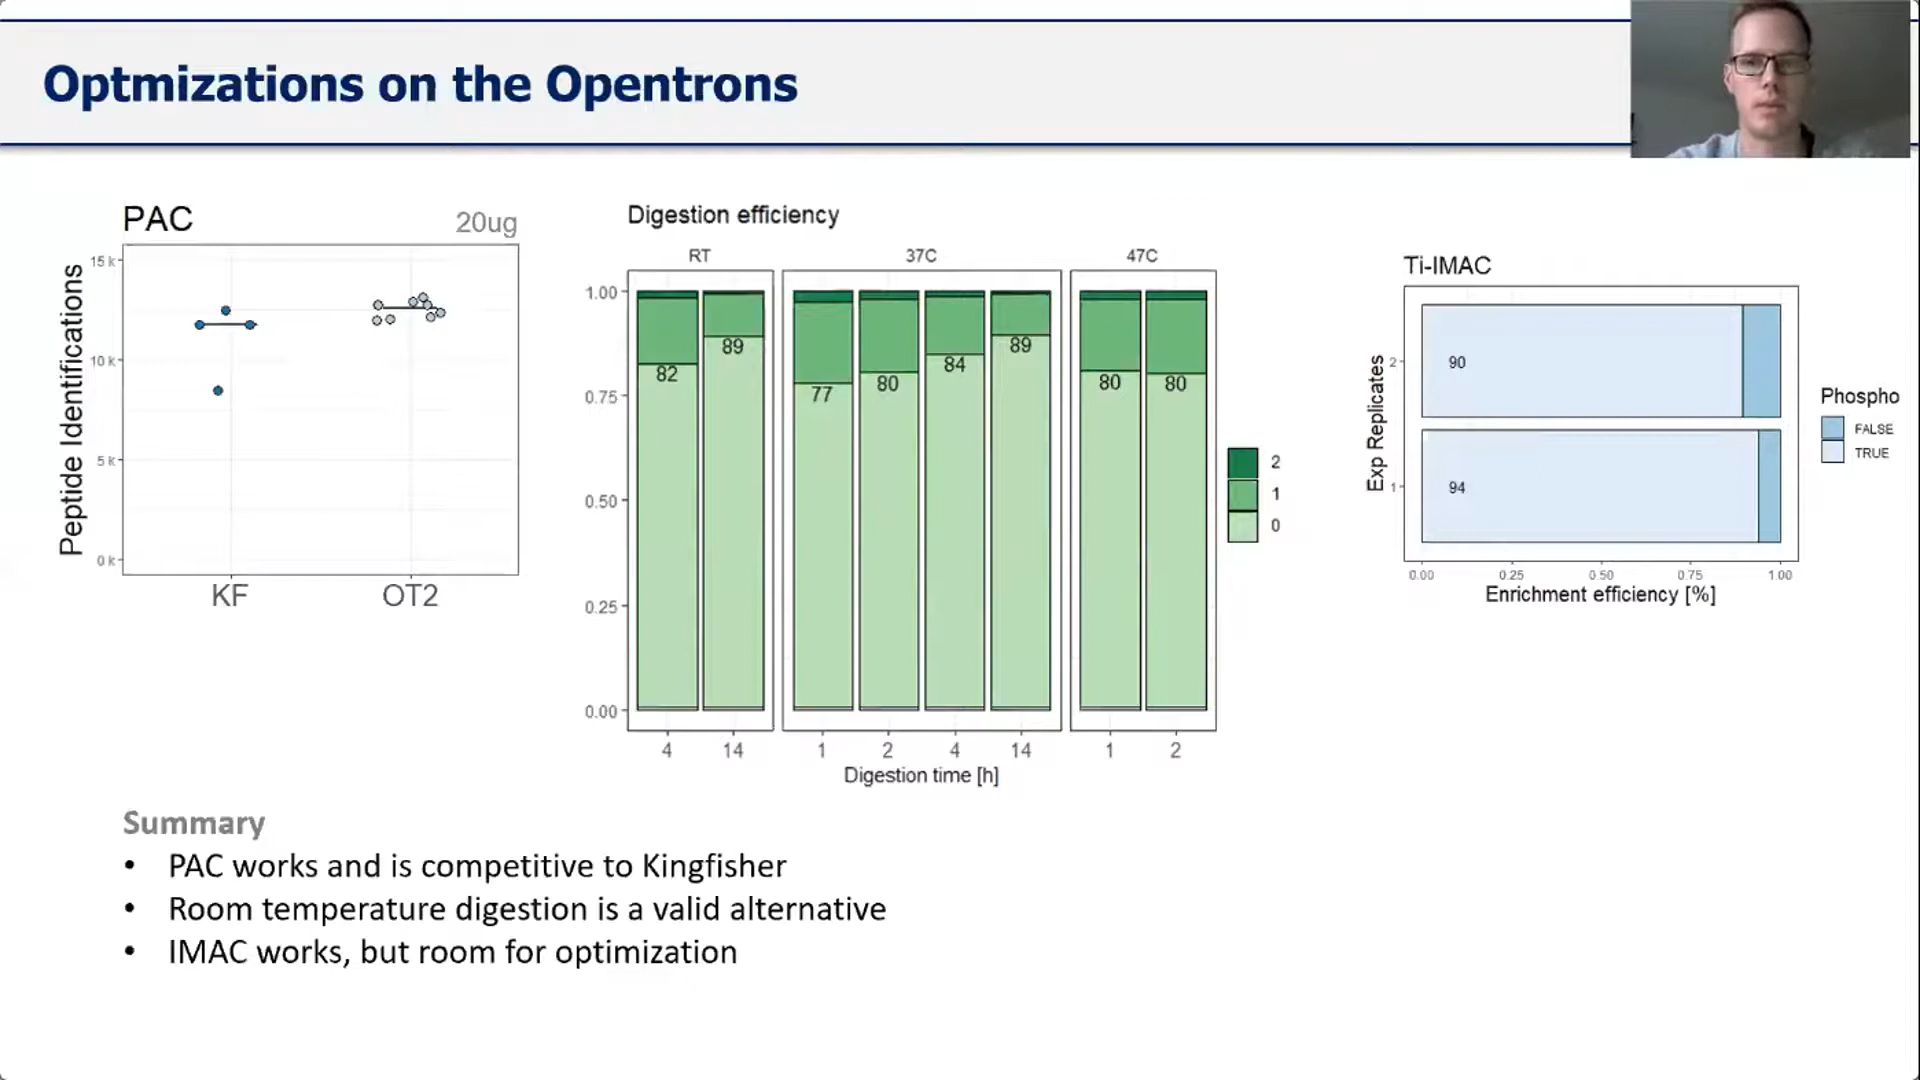 Optmizations on the Opentrons
PAC
20ug
Peptide Identifications
15 k
10 k
5 k
0 k
KF
OT2
Digestion efficiency
RT
37C
47C
1.00
0.75
0.50
0.25
0.00
82
89
77
80
84
89
80
80
4
14
1
2
4
14
1
2
Digestion time [h]
2
1
0
Ti-IMAC
Exp Replicates
2
1
90
94
0.00
0.25
0.50
0.75
1.00
Enrichment efficiency [%]
Phospho
FALSE
TRUE
Summary
• PAC works and is competitive to Kingfisher
• Room temperature digestion is a valid alternative
• IMAC works, but room for optimization